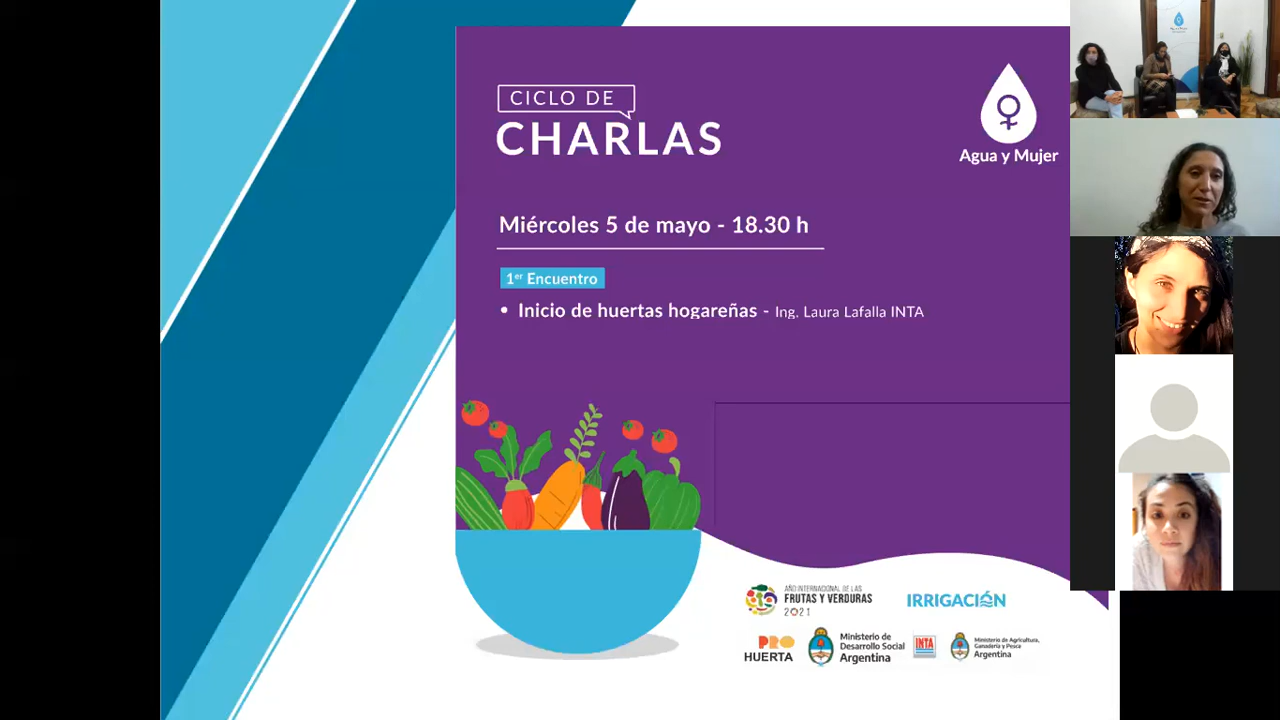 CICLO DE
CHARLAS
Agua y Mujer
Miércoles 5 de mayo - 18.30 h
1er Encuentro
• Inicio de huertas hogareñas - Ing. Laura Lafalla INTA
AÑO INTERNACIONAL DE LAS
FRUTAS Y VERDURAS
2021
IRRIGACIÓN
PRO
HUERTA
Ministerio de
Desarrollo Social
Argentina
INTA
Ministerio de Agricultura,
Ganadería y Pesca
Argentina